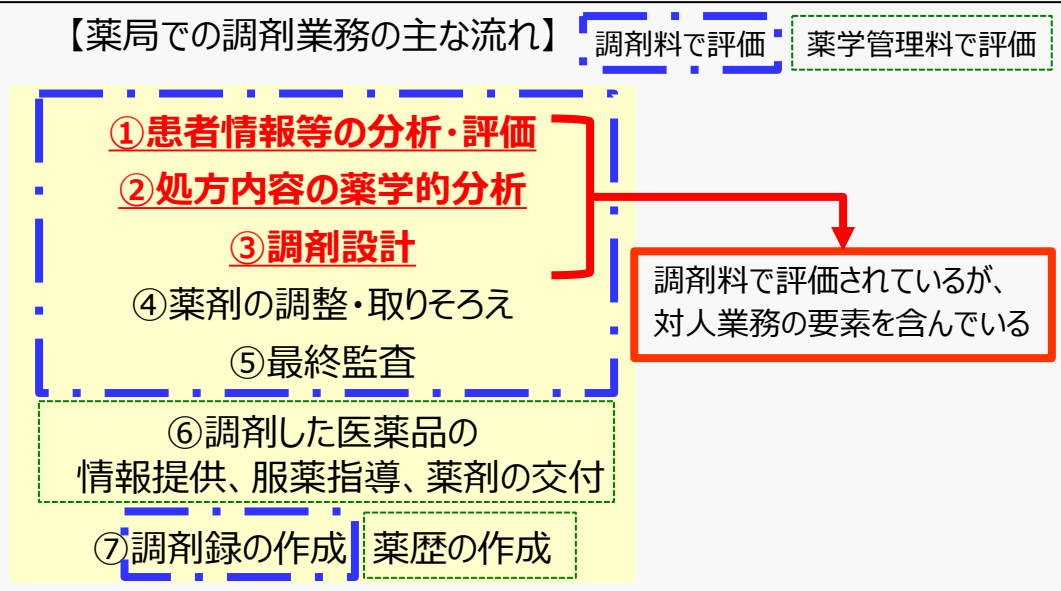 【薬局での調剤業務の主な流れ】 調剤料で評価 薬学管理料で評価
①患者情報等の分析・評価
②処方内容の薬学的分析
③調剤設計
④薬剤の調整・取りそろえ
⑤最終監査
調剤料で評価されているが、
対人業務の要素を含んでいる
⑥調剤した医薬品の
情報提供、服薬指導、薬剤の交付
⑦調剤録の作成 薬歴の作成